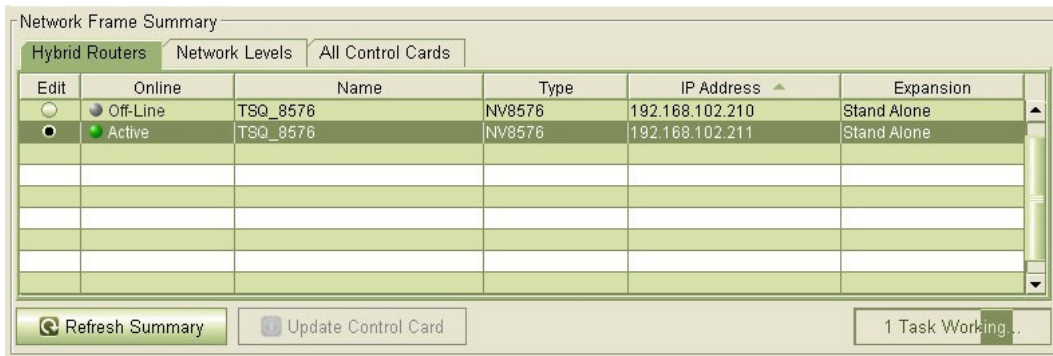 Network Frame Summary
Hybrid Routers Network Levels All Control Cards
Edit Online Name Type IP Address Expansion
Off-Line TSQ_8576 NV8576 192.168.102.210 Stand Alone
Active TSQ_8576 NV8576 192.168.102.211 Stand Alone
Refresh Summary Update Control Card 1 Task Working...